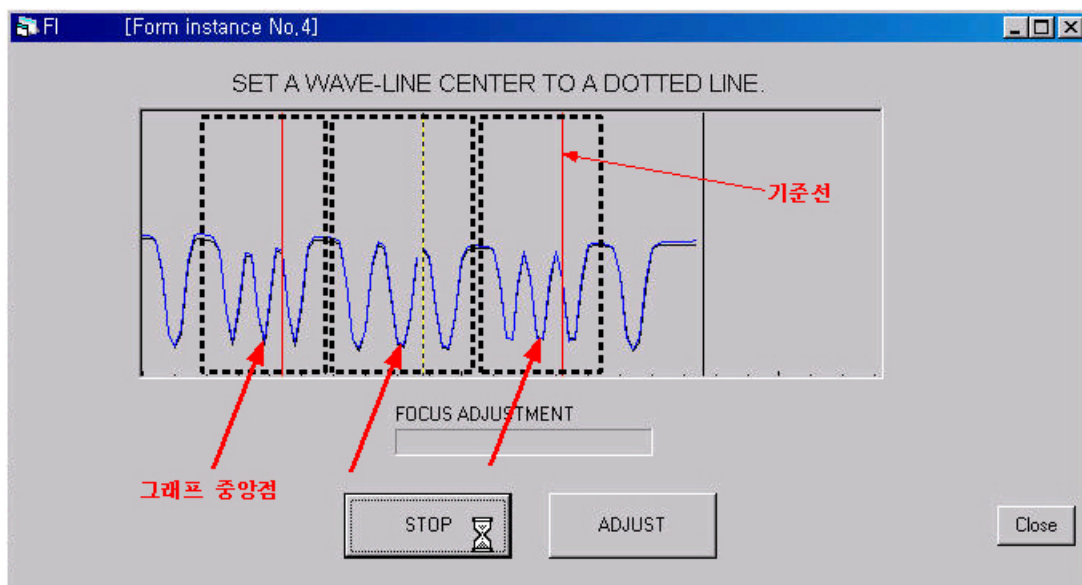 FI [Form instance No.4]
SET A WAVE-LINE CENTER TO A DOTTED LINE.
기준선
FOCUS ADJUSTMENT
그래프 중앙점
STOP
ADJUST
Close